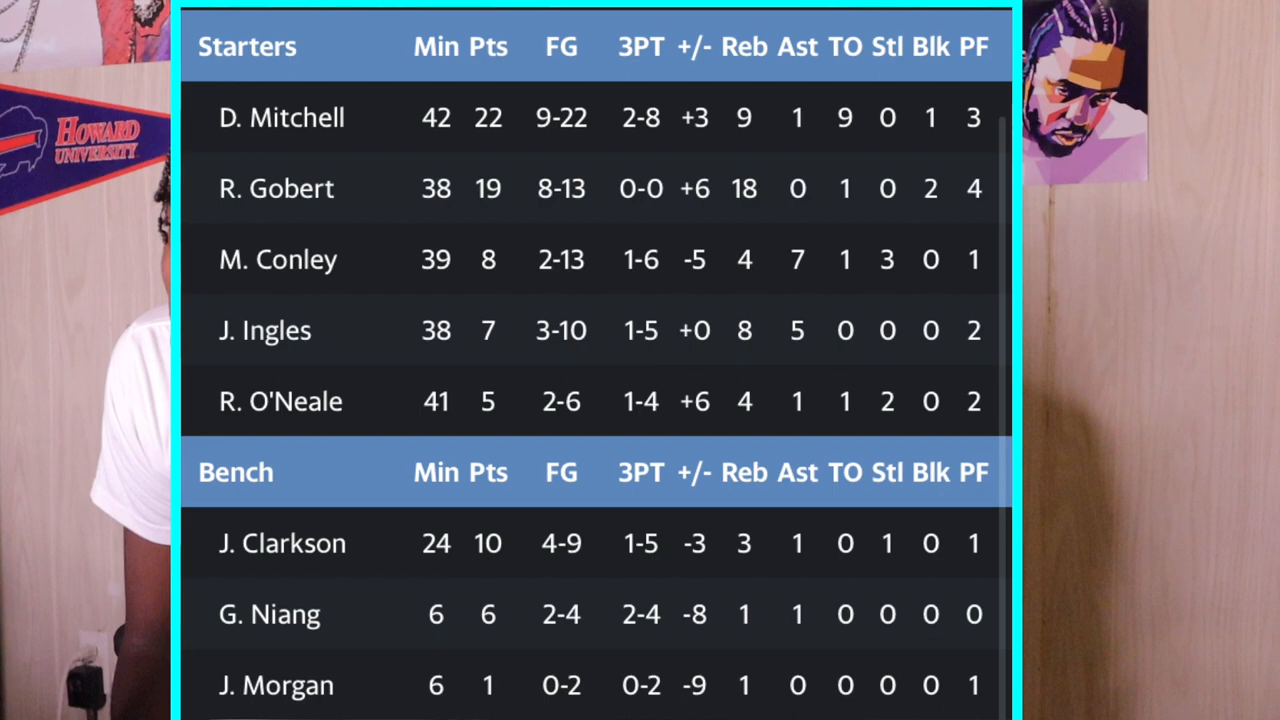 Starters Min Pts FG 3PT +/- Reb Ast TO Stl Blk PF
D. Mitchell 42 22 9-22 2-8 +3 9 1 9 0 1 3
R. Gobert 38 19 8-13 0-0 +6 18 0 1 0 2 4
M. Conley 39 8 2-13 1-6 -5 4 7 1 3 0 1
J. Ingles 38 7 3-10 1-5 +0 8 5 0 0 0 2
R. O'Neale 41 5 2-6 1-4 +6 4 1 1 2 0 2
Bench Min Pts FG 3PT +/- Reb Ast TO Stl Blk PF
J. Clarkson 24 10 4-9 1-5 -3 3 1 0 1 0 1
G. Niang 6 6 2-4 2-4 -8 1 1 0 0 0 0
J. Morgan 6 1 0-2 0-2 -9 1 0 0 0 0 1
HOWARD
UNIVERSITY